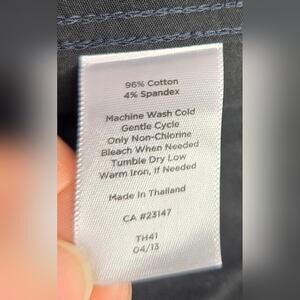 96% Cotton
4% Spandex
Machine Wash Cold
Gentle Cycle
Only Non-Chlorine
Bleach When Needed
Tumble Dry Low
Warm Iron, If Needed
Made in Thailand
CA #23147
TH41
04/13